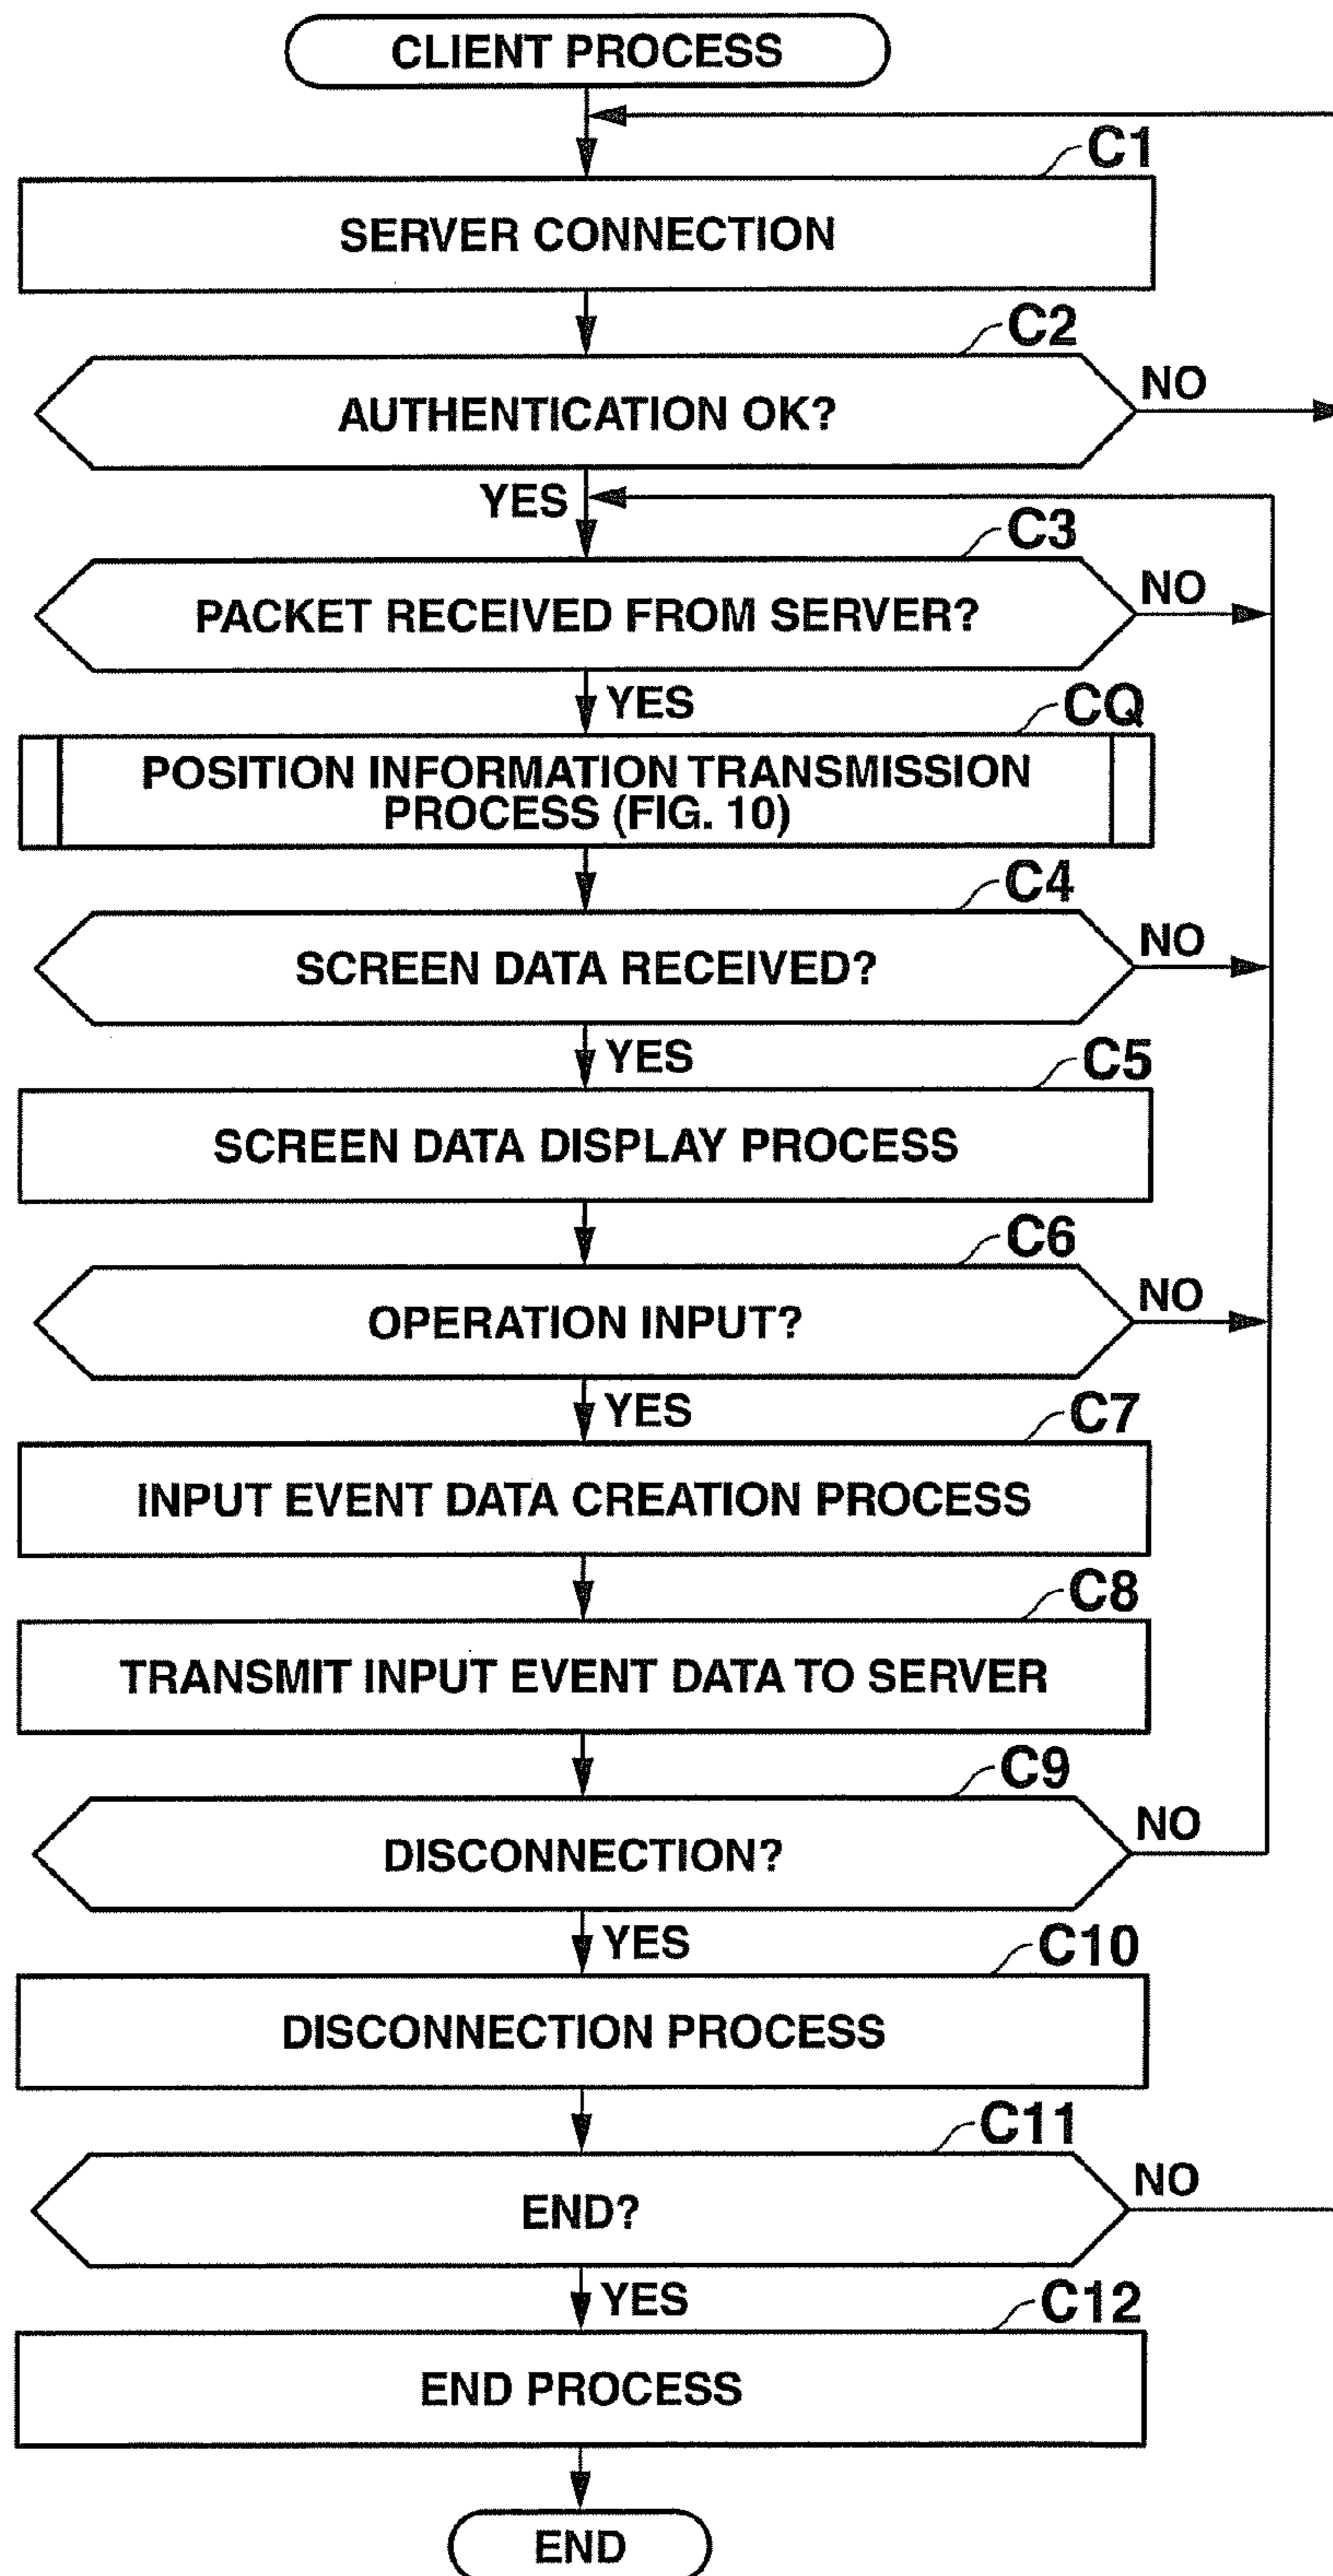 CLIENT PROCESS
C1
SERVER CONNECTION
C2
AUTHENTICATION OK?
NO
YES
C3
PACKET RECEIVED FROM SERVER?
NO
YES
CQ
POSITION INFORMATION TRANSMISSION
PROCESS (FIG. 10)
C4
SCREEN DATA RECEIVED?
NO
YES
C5
SCREEN DATA DISPLAY PROCESS
C6
OPERATION INPUT?
NO
YES
C7
INPUT EVENT DATA CREATION PROCESS
C8
TRANSMIT INPUT EVENT DATA TO SERVER
C9
DISCONNECTION?
NO
YES
C10
DISCONNECTION PROCESS
C11
END?
NO
YES
C12
END PROCESS
END